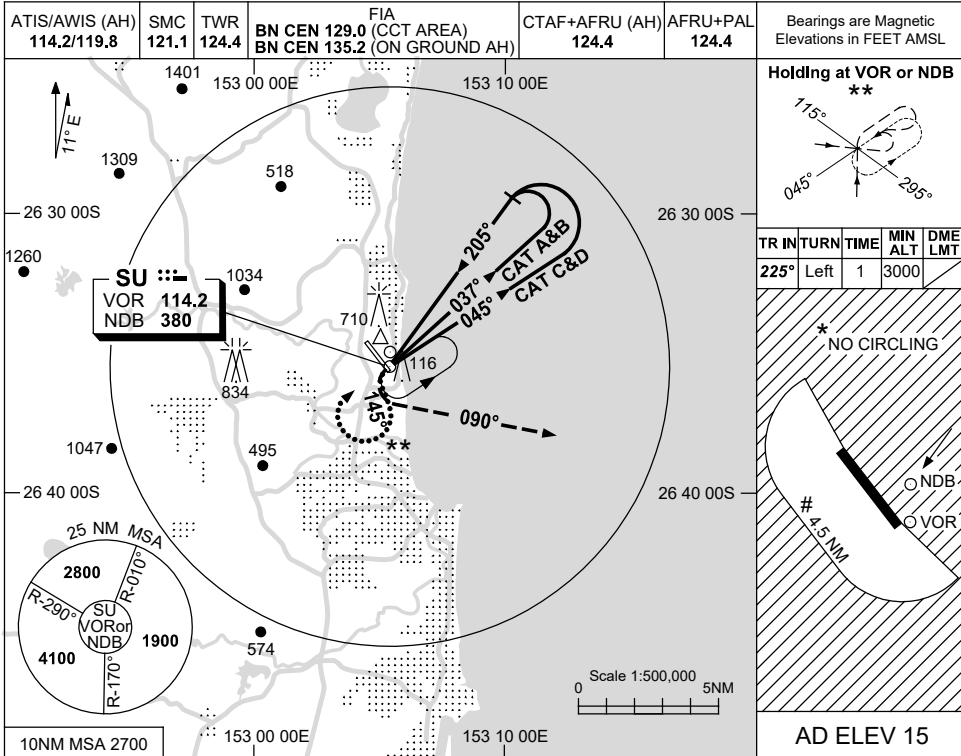 ATIS/AWIS (AH)
114.2/119.8
SMC
121.1
TWR
124.4
FIA
BN CEN 129.0 (CCT AREA)
BN CEN 135.2 (ON GROUND AH)
CTAF+AFRU (AH)
124.4
AFRU+PAL
124.4
Bearings are Magnetic
Elevations in FEET AMSL
1401
153 00 00E
153 10 00E
11° E
1309
518
26 30 00S
26 30 00S
1260
1034
SU
VOR 114.2
NDB 380
205°
037° CAT A&B
045° CAT C&D
710
116
834
145°
090°
**
1047
495
26 40 00S
26 40 00S
25 NM MSA
2800
R-010°
R-290°
SU
VORor
NDB
1900
4100
R-170°
574
Scale 1:500,000
0 5NM
10NM MSA 2700
153 00 00E
153 10 00E
Holding at VOR or NDB
**
115°
045°
295°
TR IN TURN TIME MIN ALT DME LMT
225° Left 1 3000
*
NO CIRCLING
NDB
VOR
# 4.5 NM
AD ELEV 15